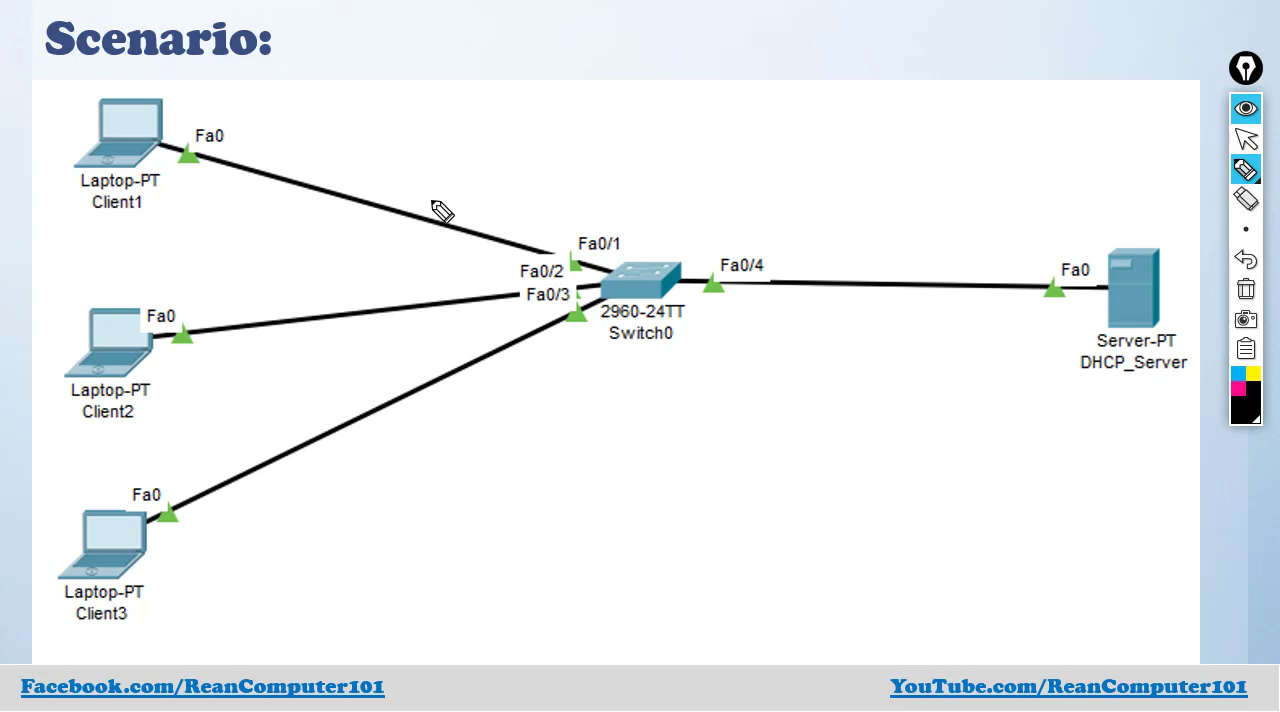 Scenario:
Fa0
Laptop-PT
Client1
Fa0/1
Fa0/2
Fa0/3
2960-24TT
Switch0
Fa0/4
Fa0
Server-PT
DHCP_Server
Fa0
Laptop-PT
Client2
Fa0
Laptop-PT
Client3
Facebook.com/ReanComputer101
YouTube.com/ReanComputer101